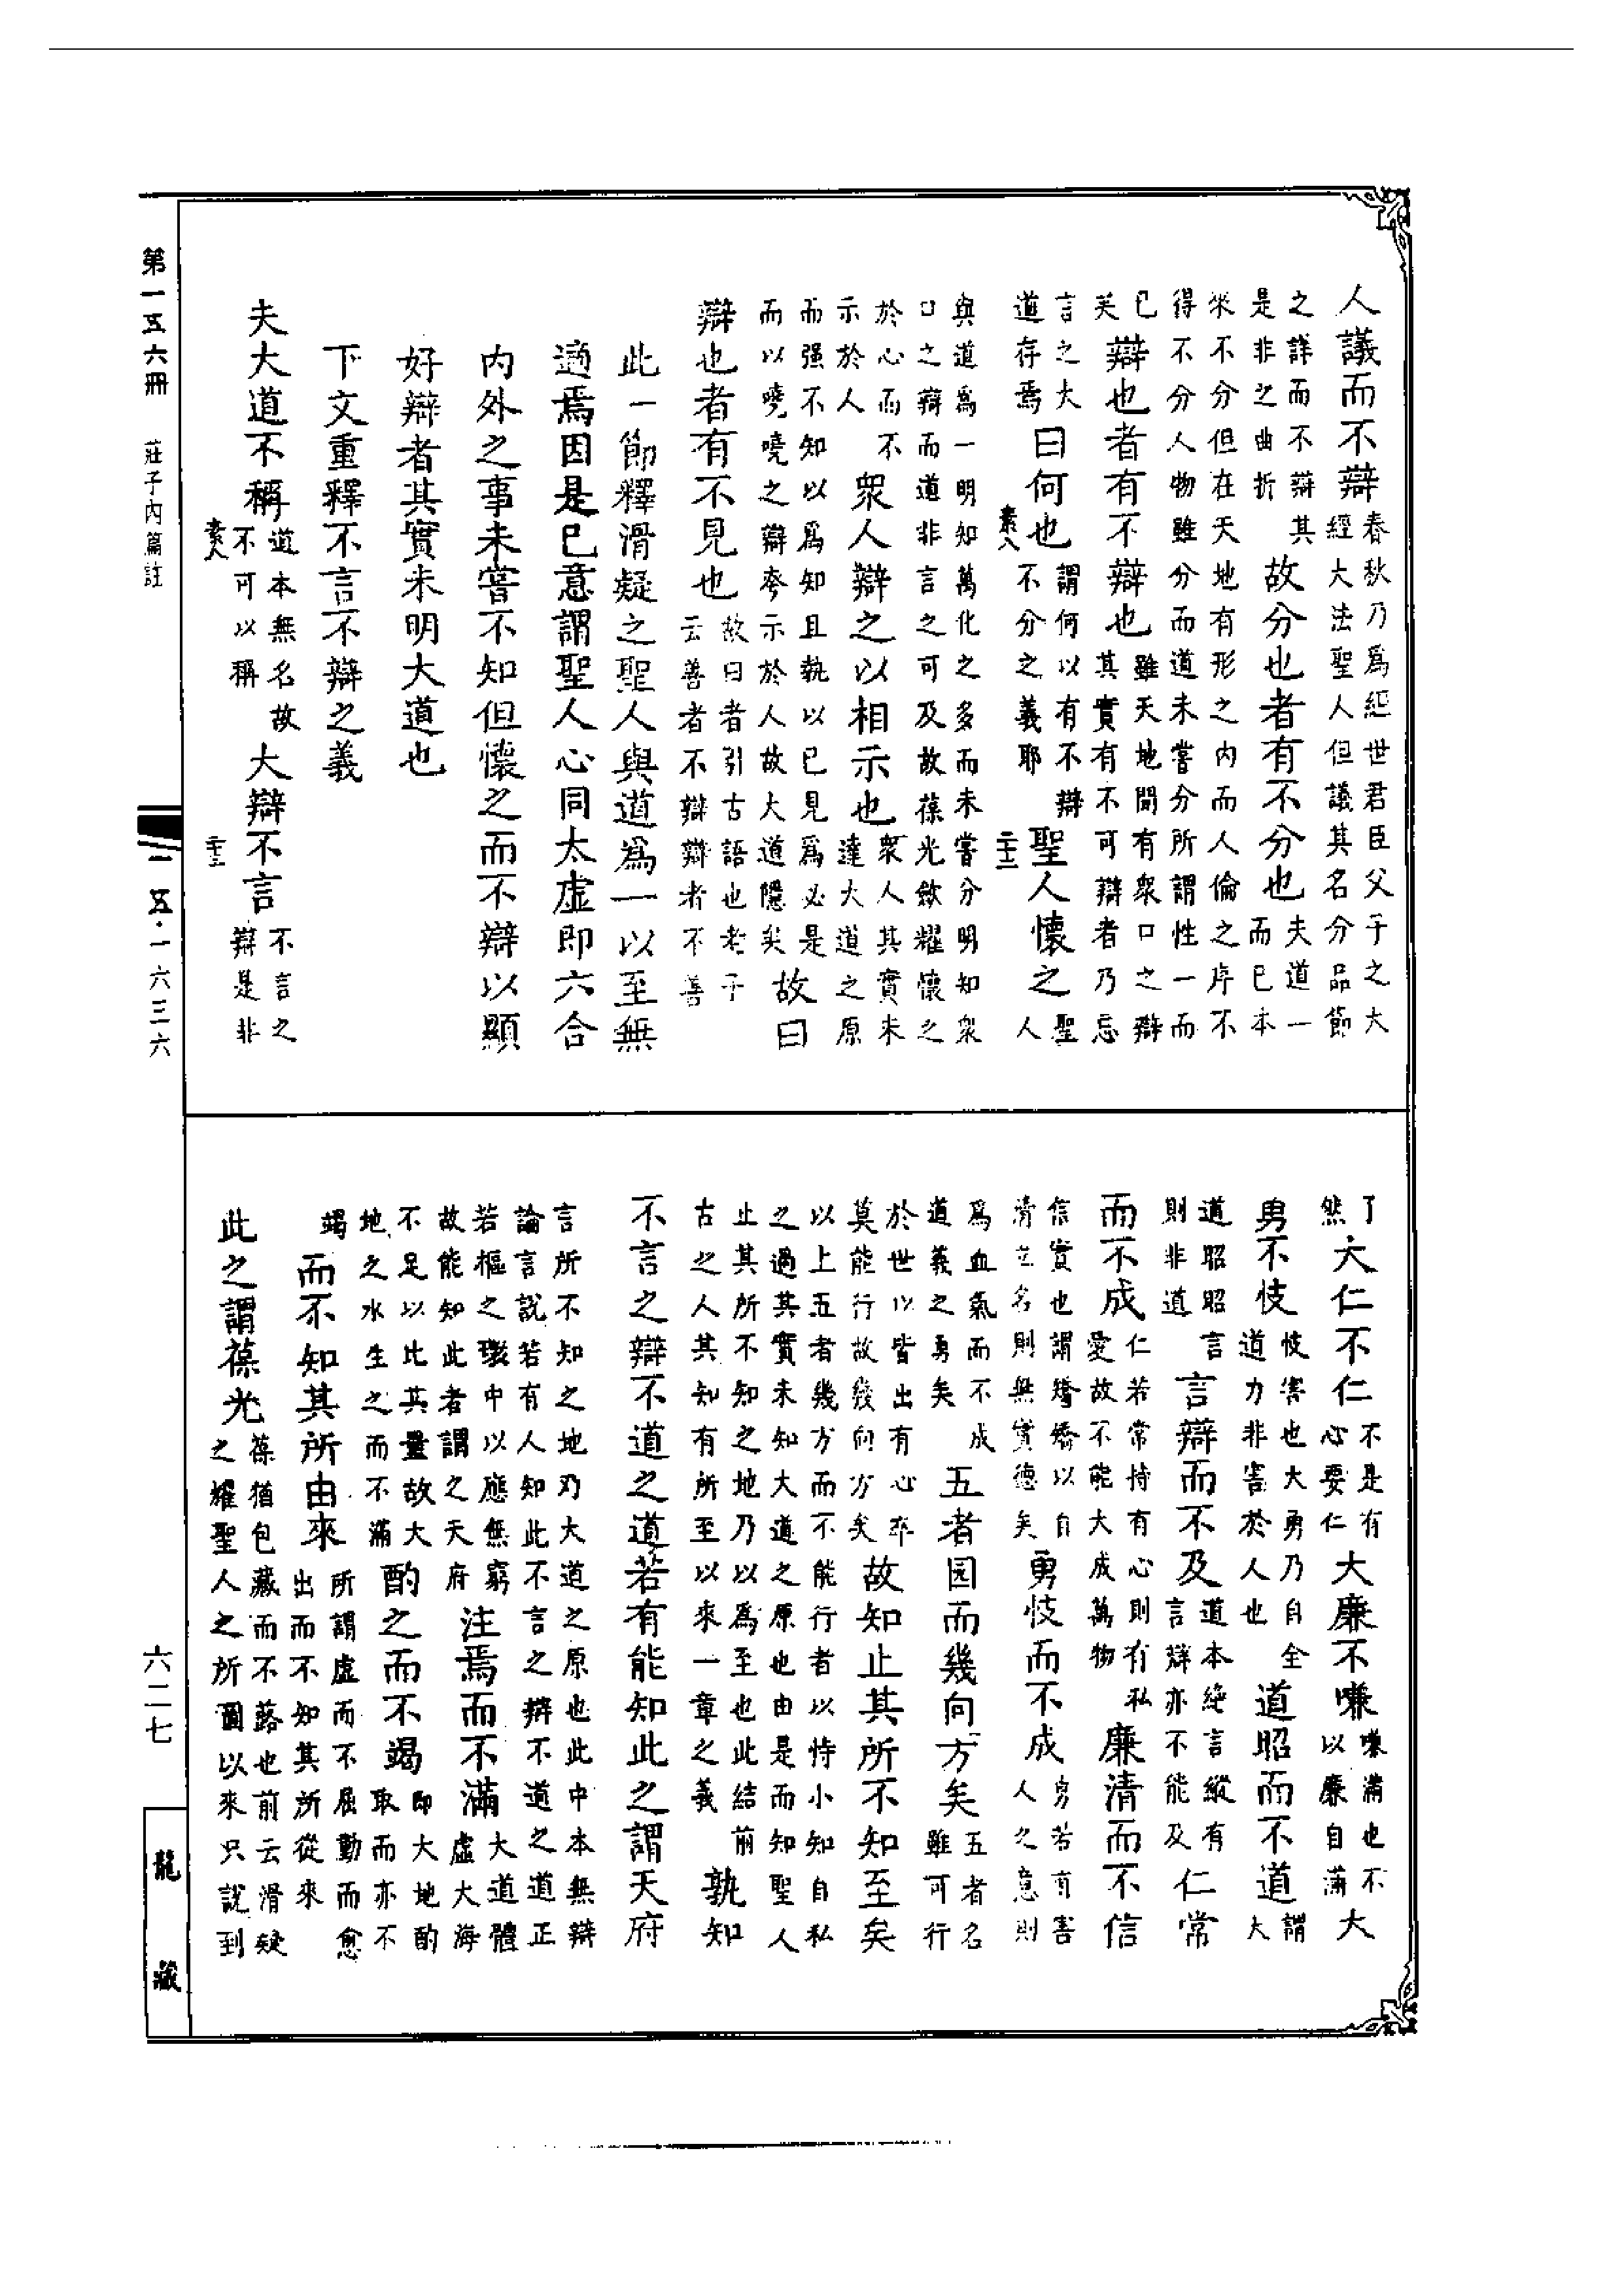 人議而不辯春秋乃爲經世君臣父子之大
經大法聖人但議其名分品節
之詳而不辯其
是非之曲折故分也者有不分也夫道一
而已本
來不分但在天地有形之內而人倫之序不
得不分人物雖分而道未嘗分所謂性一而
已
矣辯也者有不辯也雖天地間有衆口之辯
其實有不可辯者乃忘
言之大
道存焉曰何也謂何以有不辯
不分之義耶聖人懷之聖
人
與道爲一明知萬化之多而未嘗分明知衆
口之辯而道非言之可及故葆光斂耀懷之
於心而不
示於人衆人辯之以相示也衆人其實未
達大道之原
而强不知以爲知且執以已見爲必是
而以嘵嘵之辯夸示於人故大道隱矣故曰
辯也者有不見也故曰者引古語也老子
云善者不辯辯者不善
此一節釋滑疑之聖人與道爲一以至無
適焉因是已意謂聖人心同太虛即六合
內外之事未嘗不知但懷之而不辯以顯
好辯者其實未明大道也
下文重釋不言不辯之義
夫大道不稱道本無名故
不可以稱大辯不言不言之
辯是非
了
然大仁不仁不是有
心要仁大廉不嗛嗛滿也不
以廉自滿大
勇不忮忮害也大勇乃自全
道力非害於人也道昭而不道謂
大
道昭昭
則非道言辯而不及道本絕言縱有
言辯亦不能及仁常
而不成仁若常恃有心則有私
愛故不能大成萬物廉清而不信
信實也謂矯矯以自
清立名則無實德矣勇忮而不成勇若有害
人之意則
爲血氣而不成
道義之勇矣五者园而幾向方矣五者名
雖可行
於世以皆出有心卒
莫能行故幾向方矣故知止其所不知至矣
以上五者幾方而不能行者以恃小知自私
之過其實未知大道之原也由是而知聖人
止其所不知之地乃以爲至也此結前
古之人其知有所至以來一章之義孰知
不言之辯不道之道若有能知此之謂天府
言所不知之地乃大道之原也此中本無辯
論言說若有人知此不言之辯不道之道正
若樞之環中以應無窮
故能知此者謂之天府注焉而不滿大道體
虛大海
不足以比其量故大
地之水生之而不滿酌之而不竭即大地酌
取而亦不
竭而不知其所由來所謂虛而不屈動而愈
出而不知其所從來
此之謂葆光葆猶包藏而不露也前云滑疑
之耀聖人之所圖以來只說到
第一五六冊 莊子內篇註
五·一六三六
六二七
龍藏